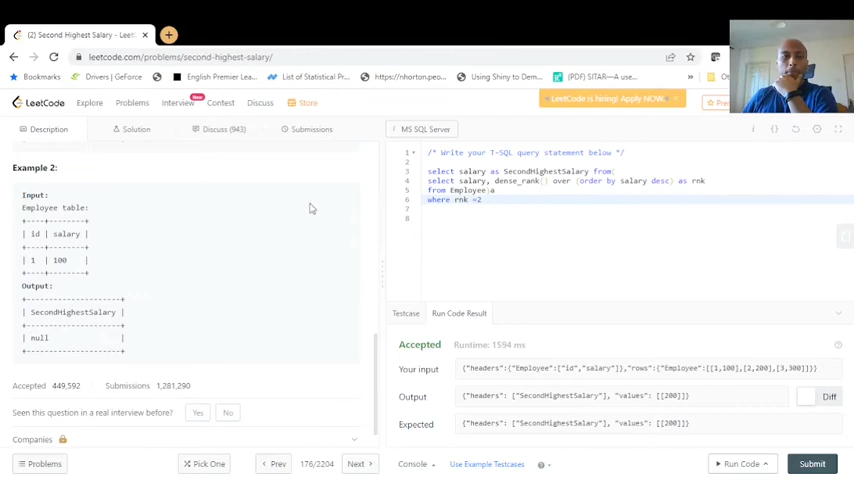 (2) Second Highest Salary - Leet
leetcode.com/problems/second-highest-salary/
Bookmarks Drivers | GeForce English Premier Lea... List of Statistical Pro... https://nhorton.peo... Using Shiny to Dem... (PDF) SITAR—A use... »
LeetCode Explore Problems Interview New Contest Discuss Store LeetCode is hiring! Apply NOW.
Description Solution Discuss (943) Submissions MS SQL Server
Example 2:
Input:
Employee table:
+----+--------+
| id | salary |
+----+--------+
| 1 | 100 |
+----+--------+
Output:
+---------------------+
| SecondHighestSalary |
+---------------------+
| null |
+---------------------+
Accepted 449,592 Submissions 1,281,290
Seen this question in a real interview before? Yes No
Companies
Problems Pick One < Prev 176/2204 Next >
1 /* Write your T-SQL query statement below */
2
3 select salary as SecondHighestSalary from(
4 select salary, dense_rank() over (order by salary desc) as rnk
5 from Employee)a
6 where rnk =2
7
8
Testcase Run Code Result
Accepted Runtime: 1594 ms
Your input {"headers":{"Employee":["id","salary"]},"rows":{"Employee":[[1,100],[2,200],[3,300]]}}
Output {"headers": ["SecondHighestSalary"], "values": [[200]]} Diff
Expected {"headers": ["SecondHighestSalary"], "values": [[200]]}
Console Use Example Testcases Run Code Submit